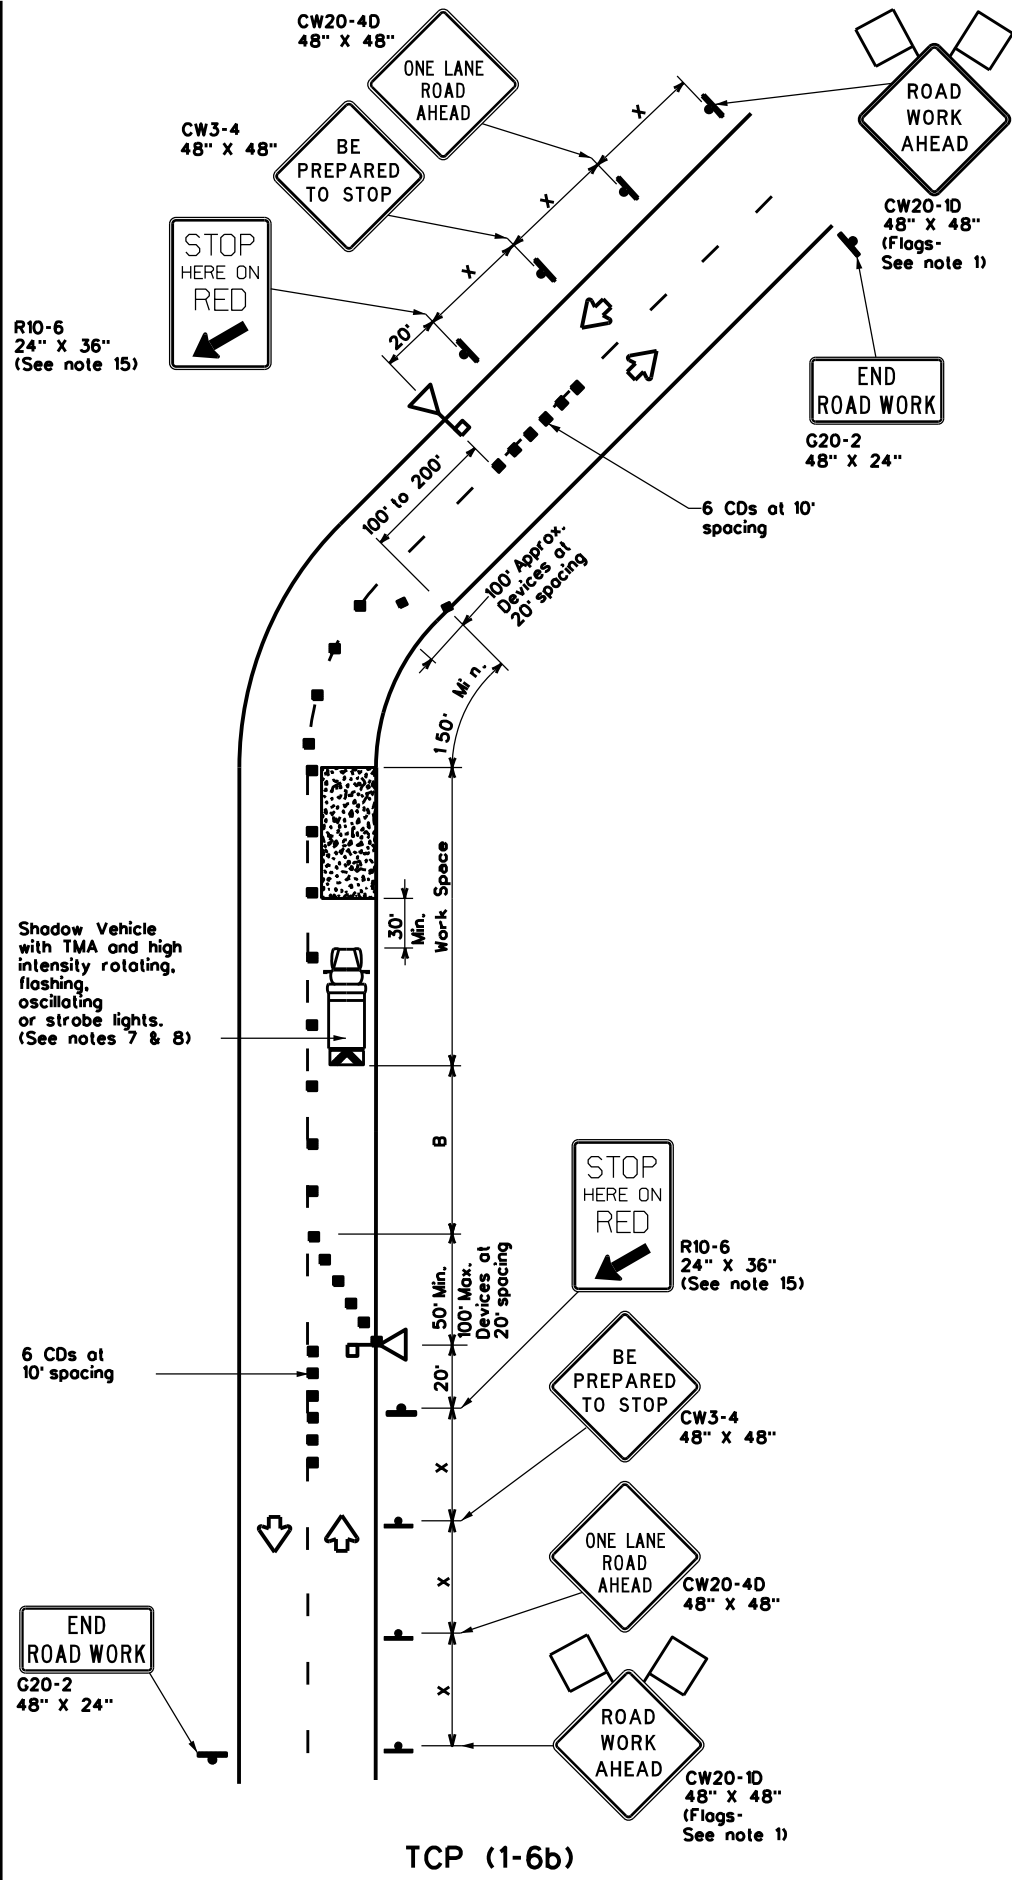 CW20-4D
48" X 48"
ONE LANE
ROAD
AHEAD
ROAD
WORK
AHEAD
CW20-1D
48" X 48"
(Flags-
See note 1)
CW3-4
48" X 48"
BE
PREPARED
TO STOP
X
X
X
20'
STOP
HERE ON
RED
R10-6
24" X 36"
(See note 15)
END
ROAD WORK
G20-2
48" X 24"
100' to 200'
6 CDs at 10'
spacing
100' Approx.
Devices at
20' spacing
150' Min.
Work Space
30'
Min.
Shadow Vehicle
with TMA and high
intensity rotating,
flashing,
oscillating
or strobe lights.
(See notes 7 & 8)
B
STOP
HERE ON
RED
R10-6
24" X 36"
(See note 15)
50' Min.
100' Max.
Devices at
20' spacing
6 CDs at
10' spacing
20'
BE
PREPARED
TO STOP
CW3-4
48" X 48"
X
ONE LANE
ROAD
AHEAD
CW20-4D
48" X 48"
X
END
ROAD WORK
G20-2
48" X 24"
X
ROAD
WORK
AHEAD
CW20-1D
48" X 48"
(Flags-
See note 1)
TCP (1-6b)